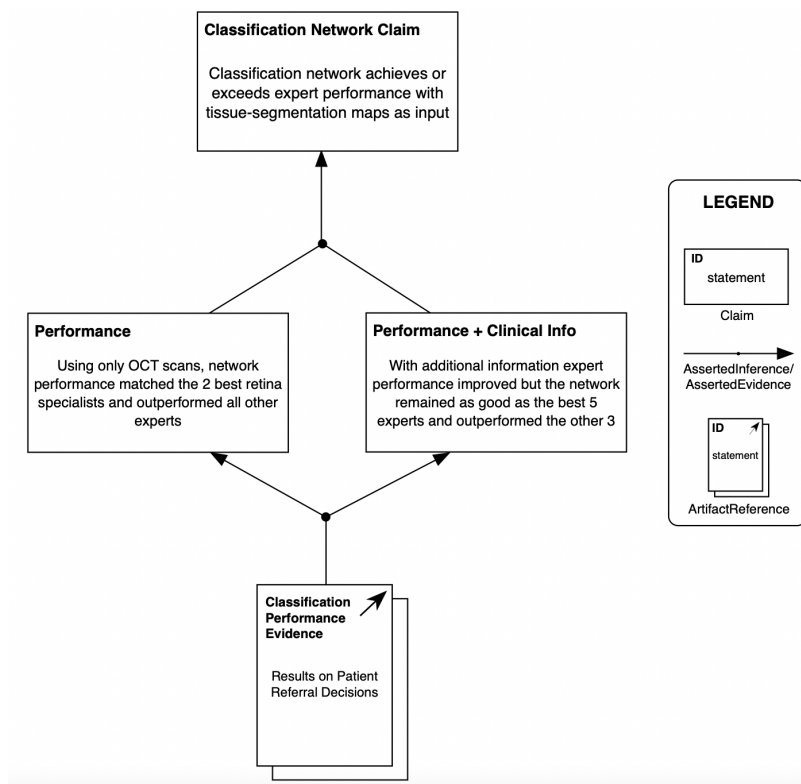 Classification Network Claim
Classification network achieves or
exceeds expert performance with
tissue-segmentation maps as input
Performance
Using only OCT scans, network
performance matched the 2 best retina
specialists and outperformed all other
experts
Performance + Clinical Info
With additional information expert
performance improved but the network
remained as good as the best 5
experts and outperformed the other 3
Classification
Performance
Evidence
Results on Patient
Referral Decisions
LEGEND
ID
statement
Claim
AssertedInference/
AssertedEvidence
ID
statement
ArtifactReference